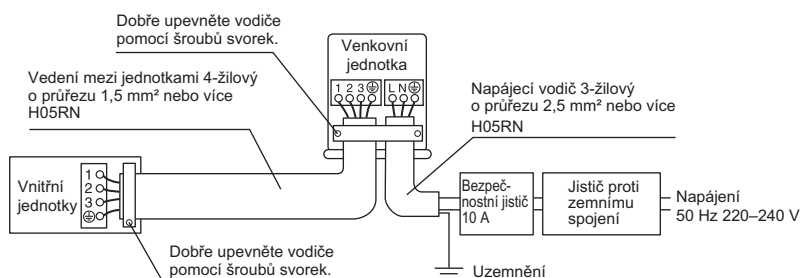 Dobře upevněte vodiče
pomocí šroubů svorek.
Venkovní
jednotka
1 2 3
L N
Vedení mezi jednotkami 4-žilový
o průřezu 1,5 mm² nebo více
H05RN
Napájecí vodič 3-žilový
o průřezu 2,5 mm² nebo více
H05RN
Vnitřní
jednotky
1
2
3
Bezpeč-
nostní jistič
10 A
Jistič proti
zemnímu
spojení
Napájení
50 Hz 220–240 V
Dobře upevněte vodiče
pomocí šroubů svorek.
Uzemnění